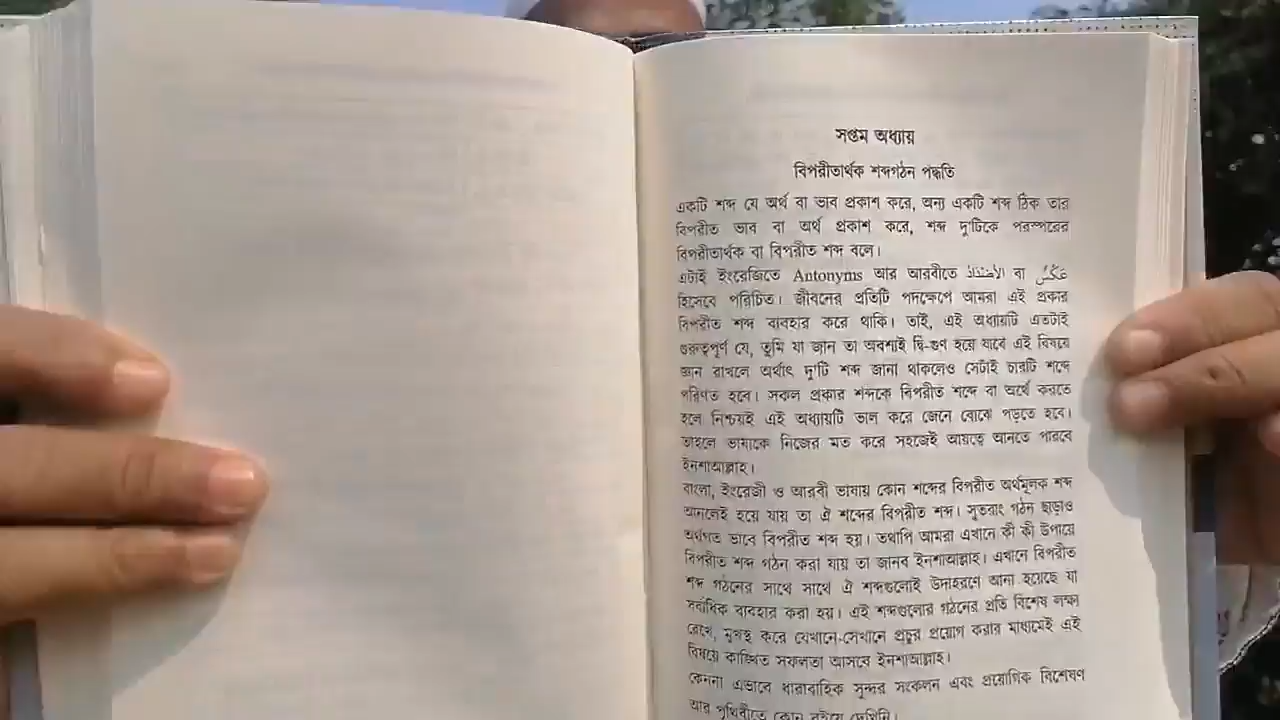 সপ্তম অধ্যায়
বিপরীতার্থক শব্দগঠন পদ্ধতি
একটি শব্দ যে অর্থ বা ভাব প্রকাশ করে, অন্য একটি শব্দ ঠিক তার
বিপরীত ভাব বা অর্থ প্রকাশ করে, শব্দ দু'টিকে পরস্পরের
বিপরীতার্থক বা বিপরীত শব্দ বলে।
এটাই ইংরেজিতে Antonyms আর আরবীতে الأضداد বা عَكْسٌ
হিসেবে পরিচিত। জীবনের প্রতিটি পদক্ষেপে আমরা এই প্রকার
বিপরীত শব্দ ব্যবহার করে থাকি। তাই, এই অধ্যায়টি এতটাই
গুরুত্বপূর্ণ যে, তুমি যা জান তা অবশ্যই দ্বি-গুণ হয়ে যাবে এই বিষয়ে
জ্ঞান রাখলে অর্থাৎ দু'টি শব্দ জানা থাকলেও সেটাই চারটি শব্দে
পরিণত হবে। সকল প্রকার শব্দকে বিপরীত শব্দে বা অর্থে করতে
হলে নিশ্চয়ই এই অধ্যায়টি ভাল করে জেনে বোঝে পড়তে হবে।
তাহলে ভাষাকে নিজের মত করে সহজেই আয়ত্বে আনতে পারবে
ইনশাআল্লাহ।
বাংলা, ইংরেজী ও আরবী ভাষায় কোন শব্দের বিপরীত অর্থমূলক শব্দ
আনলেই হয়ে যায় তা ঐ শব্দের বিপরীত শব্দ। সুতরাং গঠন ছাড়াও
অর্থগত ভাবে বিপরীত শব্দ হয়। তথাপি আমরা এখানে কী কী উপায়ে
বিপরীত শব্দ গঠন করা যায় তা জানব ইনশাআল্লাহ। এখানে বিপরীত
শব্দ গঠনের সাথে সাথে ঐ শব্দগুলোই উদাহরণে আনা হয়েছে যা
সর্বাধিক ব্যবহার করা হয়। এই শব্দগুলোর গঠনের প্রতি বিশেষ লক্ষ্য
রেখে, মুখস্থ করে যেখানে-সেখানে প্রচুর প্রয়োগ করার মাধ্যমেই এই
বিষয়ে কাঙ্খিত সফলতা আসবে ইনশাআল্লাহ।
কেননা এভাবে ধারাবাহিক সুন্দর সংকলন এবং প্রয়োগিক বিশেষণ
আর পৃথিবীতে কোন বইয়ে দেখিনি।